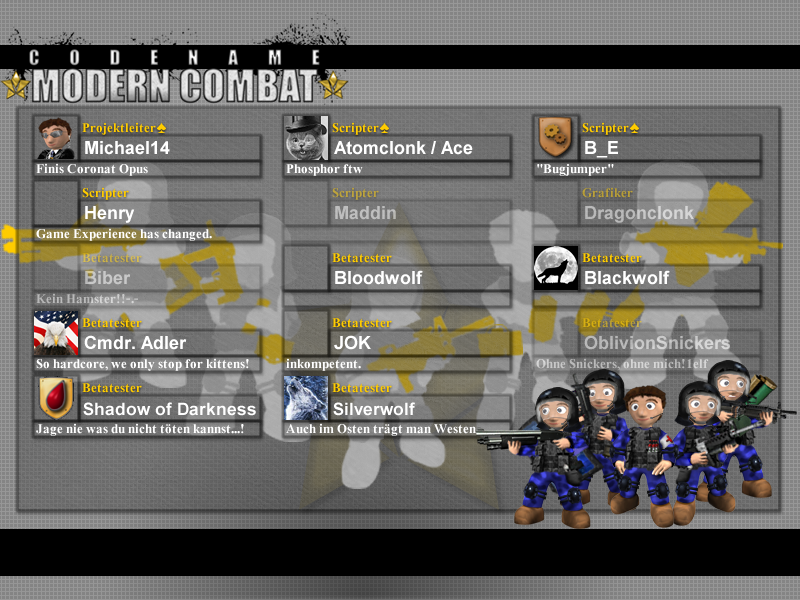 CODENAME
MODERN COMBAT
Projektleiter♠
Michael14
Finis Coronat Opus
Scripter♠
Atomclonk / Ace
Phosphor ftw
Scripter♠
B_E
"Bugjumper"
Scripter
Henry
Game Experience has changed.
Scripter
Maddin
Grafiker
Dragonclonk
Betatester
Biber
Kein Hamster!!-.-
Betatester
Bloodwolf
Betatester
Blackwolf
Betatester
Cmdr. Adler
So hardcore, we only stop for kittens!
Betatester
JOK
inkompetent.
Betatester
OblivionSnickers
Ohne Snickers, ohne mich!1elf
Betatester
Shadow of Darkness
Jage nie was du nicht töten kannst...!
Betatester
Silverwolf
Auch im Osten trägt man Westen